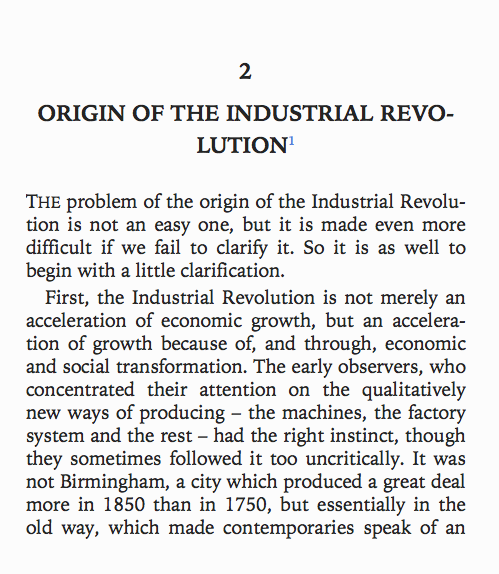 2
ORIGIN OF THE INDUSTRIAL REVO-
LUTION1
THE problem of the origin of the Industrial Revolu-
tion is not an easy one, but it is made even more
difficult if we fail to clarify it. So it is as well to
begin with a little clarification.
First, the Industrial Revolution is not merely an
acceleration of economic growth, but an accelera-
tion of growth because of, and through, economic
and social transformation. The early observers, who
concentrated their attention on the qualitatively
new ways of producing – the machines, the factory
system and the rest – had the right instinct, though
they sometimes followed it too uncritically. It was
not Birmingham, a city which produced a great deal
more in 1850 than in 1750, but essentially in the
old way, which made contemporaries speak of an